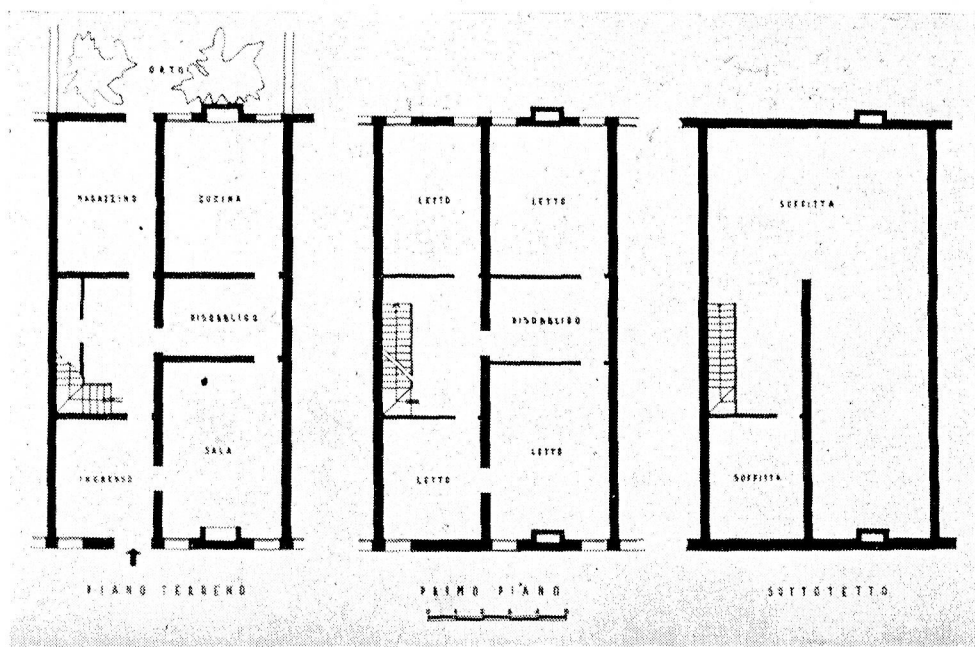 ORTO
MAGAZZINO
CUCINA
DISOBBLIGO
SALA
INGRESSO
PIANO TERRENO
LETTO
LETTO
DISOBBLIGO
LETTO
LETTO
PRIMO PIANO
SOFFITTA
SOFFITTA
SOTTOTETTO